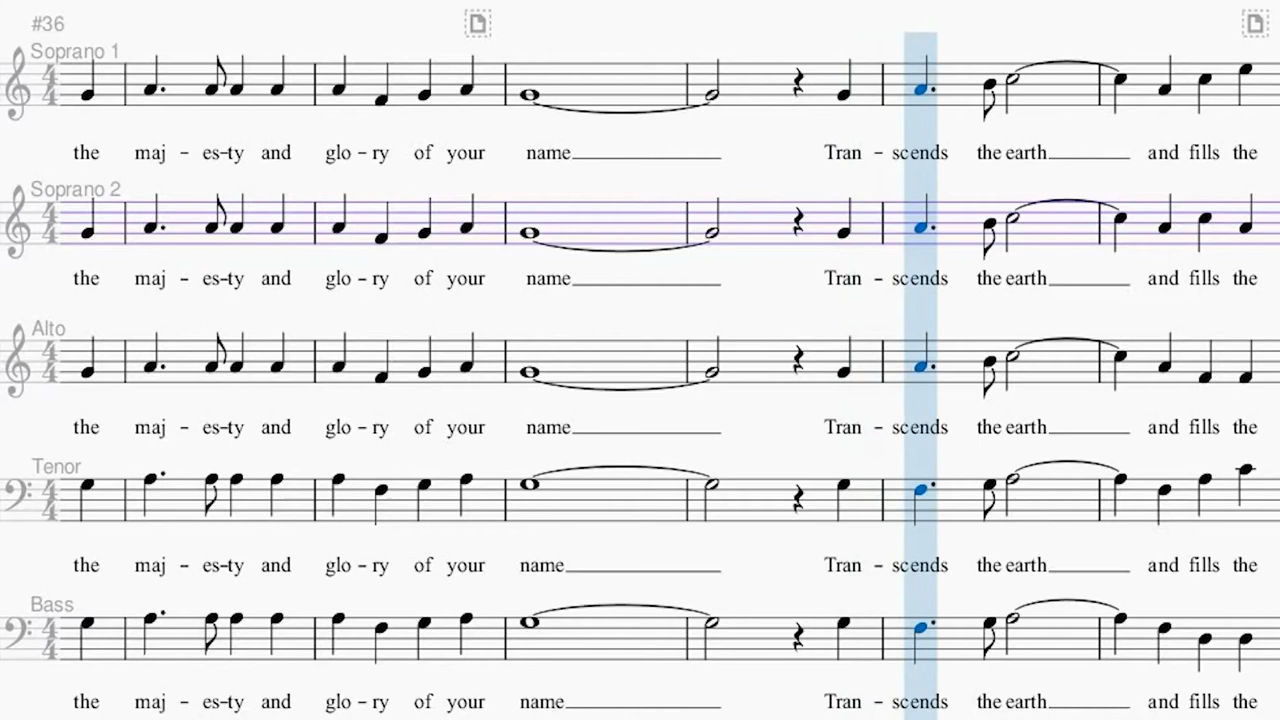 #36
Soprano 1
the maj - es-ty and glo - ry of your name Tran - scends the earth and fills the
Soprano 2
the maj - es-ty and glo - ry of your name Tran - scends the earth and fills the
Alto
the maj - es-ty and glo - ry of your name Tran - scends the earth and fills the
Tenor
the maj - es-ty and glo - ry of your name Tran - scends the earth and fills the
Bass
the maj - es-ty and glo - ry of your name Tran - scends the earth and fills the